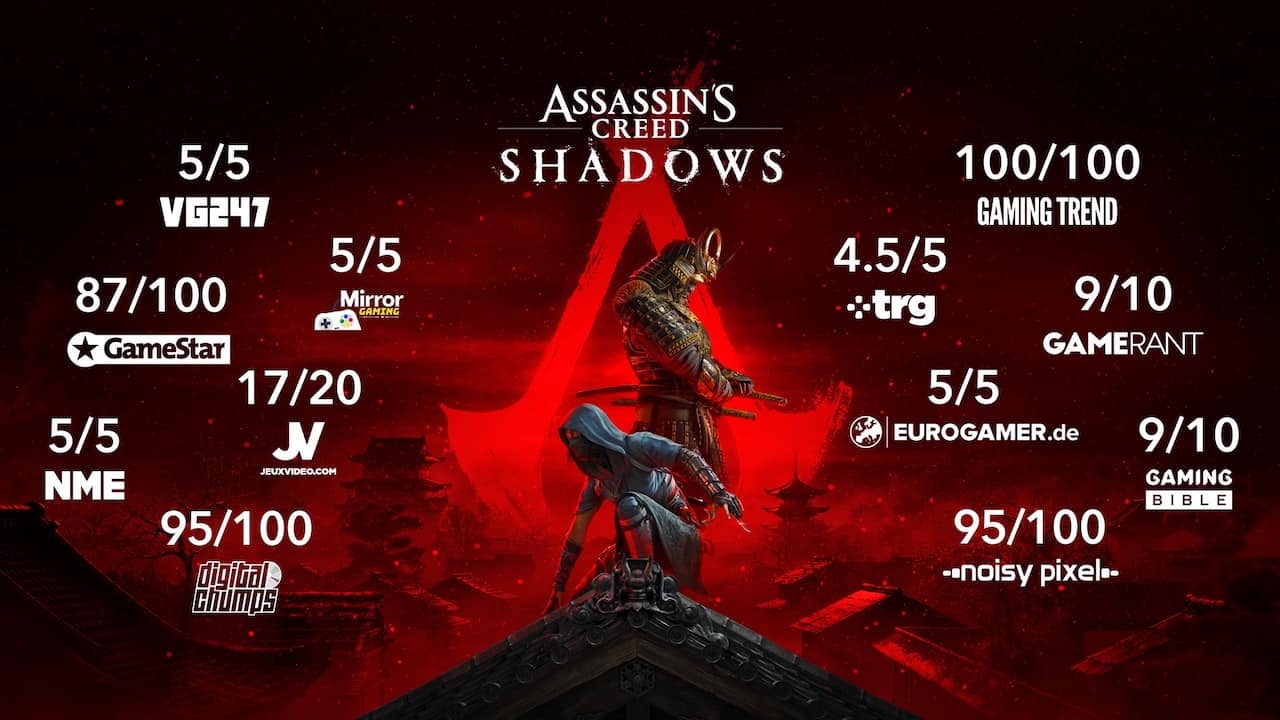 ASSASSIN'S
CREED
SHADOWS
5/5
VG247
5/5
Mirror
GAMING
87/100
GameStar
17/20
JV
JEUXVIDEO.COM
5/5
NME
95/100
digital
chumps
100/100
GAMING TREND
4.5/5
trg
9/10
GAMERANT
5/5
EUROGAMER.de
9/10
GAMING
BIBLE
95/100
noisy pixel